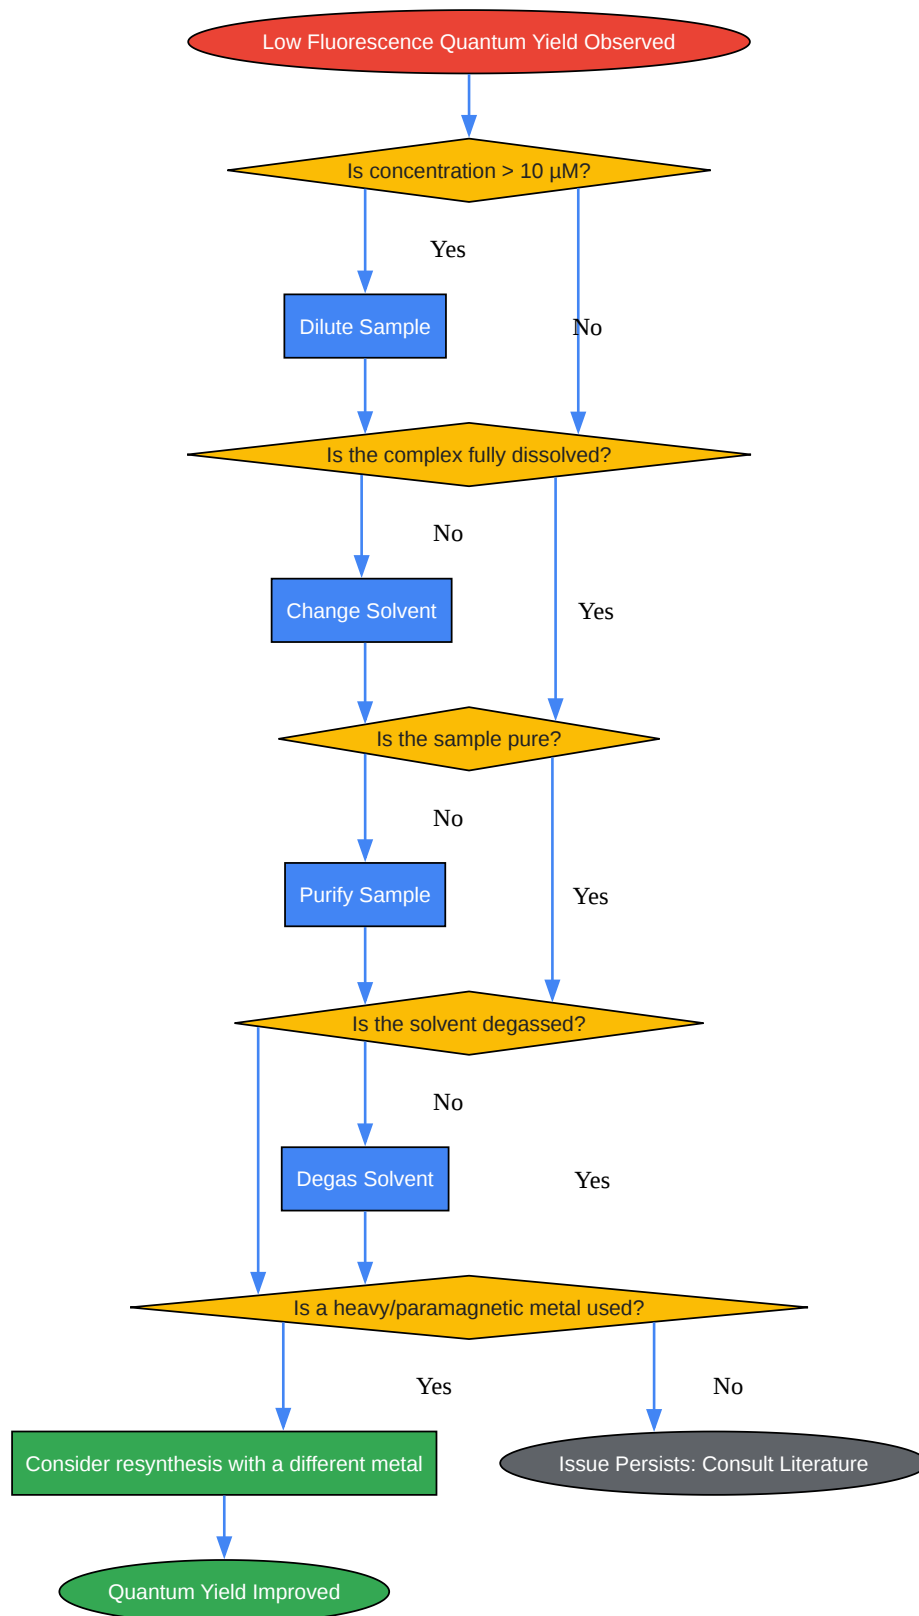 Low Fluorescence Quantum Yield Observed
Is concentration > 10 µM?
Yes
Dilute Sample
No
Is the complex fully dissolved?
No
Change Solvent
Yes
Is the sample pure?
No
Purify Sample
Yes
Is the solvent degassed?
No
Degas Solvent
Yes
Is a heavy/paramagnetic metal used?
Yes
No
Consider resynthesis with a different metal
Issue Persists: Consult Literature
Quantum Yield Improved